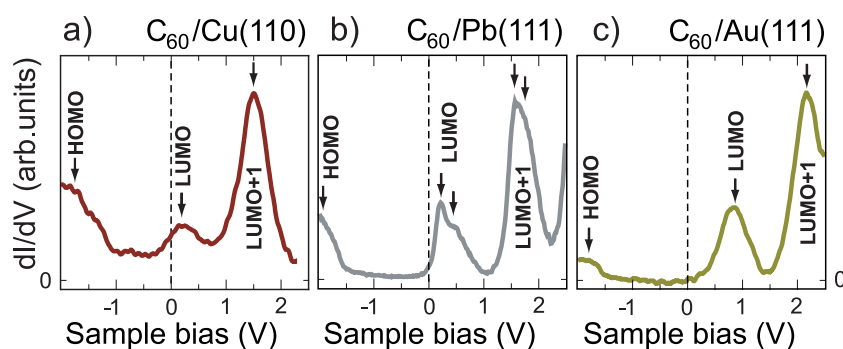 a) C60/Cu(110)
b) C60/Pb(111)
c) C60/Au(111)
dI/dV (arb.units)
0
HOMO
LUMO
LUMO+1
-1 0 1 2
Sample bias (V)
HOMO
LUMO
LUMO+1
-1 0 1 2
Sample bias (V)
HOMO
LUMO
LUMO+1
-1 0 1 2
Sample bias (V)
0